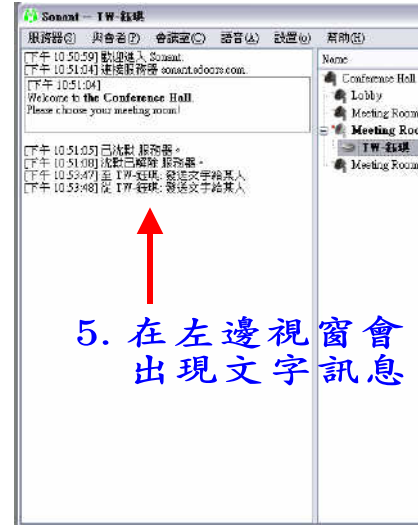 Sonant – TW-鈺琪
服務器(S) 與會者(P) 會議室(C) 語音(A) 設置(O) 幫助(H)
[下午 10:50:59] 歡迎進入 Sonant.
[下午 10:51:04] 連接服務器 sonant.edoors.com.
[下午 10:51:04]
Welcome to the Conference Hall.
Please choose your meeting room!
[下午 10:51:05] 已沈默 服務器。
[下午 10:51:08] 沈默已解除 服務器。
[下午 10:53:47] 至 TW-鈺琪: 發送文字給某人
[下午 10:53:48] 從 TW-鈺琪: 發送文字給某人
Name
Conference Hall
Lobby
Meeting Room
Meeting Roo
TW-鈺琪
Meeting Room
5. 在左邊視窗會
出現文字訊息